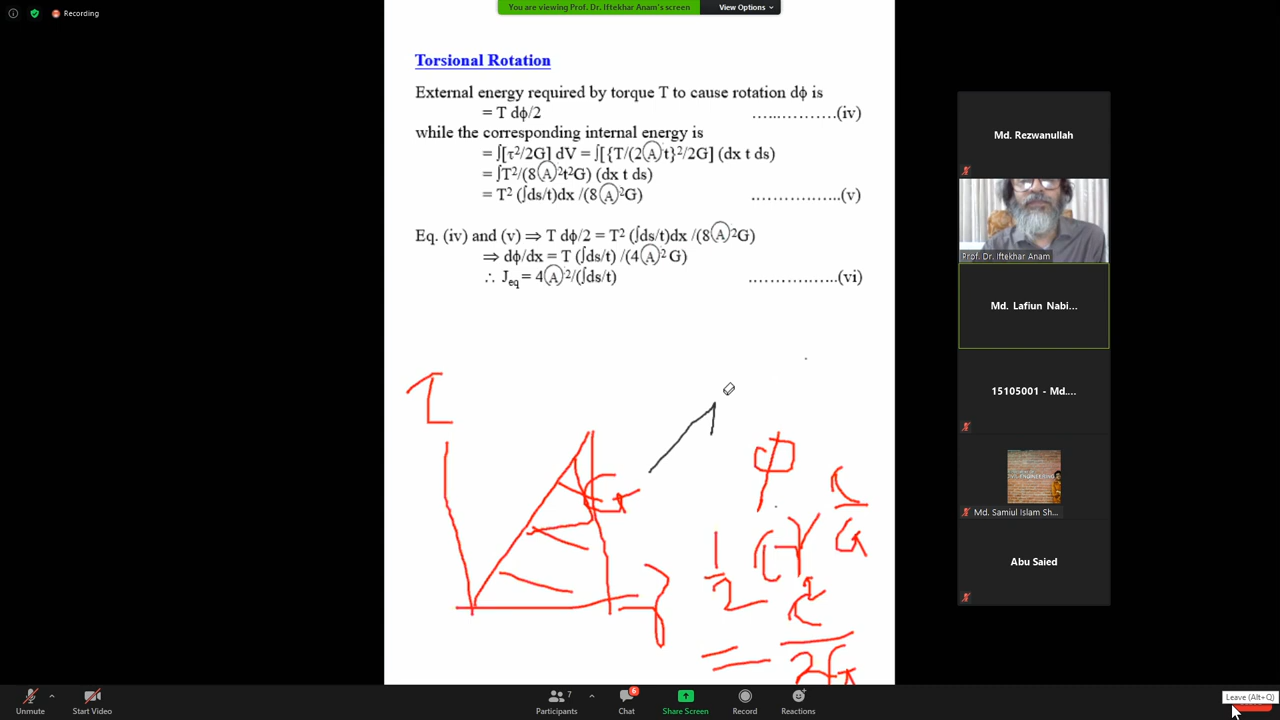 Recording
You are viewing Prof. Dr. Iftekhar Anam's screen
View Options
Torsional Rotation
External energy required by torque T to cause rotation dϕ is
= T dϕ/2 …...……….(iv)
while the corresponding internal energy is
= ∫[τ²/2G] dV = ∫[{T/(2Ⓐt}²/2G] (dx t ds)
= ∫T²/(8Ⓐ²t²G) (dx t ds)
= T² (∫ds/t)dx /(8Ⓐ²G) ………….…..(v)
Eq. (iv) and (v) ⇒ T dϕ/2 = T² (∫ds/t)dx /(8Ⓐ²G)
⇒ dϕ/dx = T (∫ds/t) /(4Ⓐ² G)
∴ Jeq = 4Ⓐ²/(∫ds/t) ………….…..(vi)
τ
G
γ
ϕ
1/2 τ γ τ/G
= τ²/2G
Md. Rezwanullah
Prof. Dr. Iftekhar Anam
Md. Lafiun Nabi...
15105001 - Md....
Md. Samiul Islam Sh...
Abu Saied
Unmute
Start Video
7
Participants
6
Chat
Share Screen
Record
Reactions
Leave (Alt+Q)